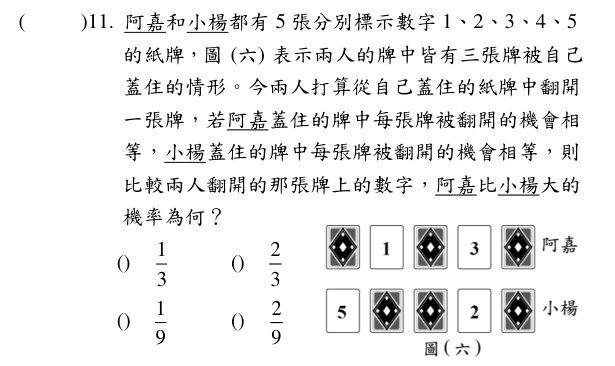 (　　)11. 阿嘉和小楊都有 5 張分別標示數字 1、2、3、4、5
的紙牌，圖 (六) 表示兩人的牌中皆有三張牌被自己
蓋住的情形。今兩人打算從自己蓋住的紙牌中翻開
一張牌，若阿嘉蓋住的牌中每張牌被翻開的機會相
等，小楊蓋住的牌中每張牌被翻開的機會相等，則
比較兩人翻開的那張牌上的數字，阿嘉比小楊大的
機率為何？
() 1/3 () 2/3
() 1/9 () 2/9
1 3 阿嘉
5 2 小楊
圖(六)